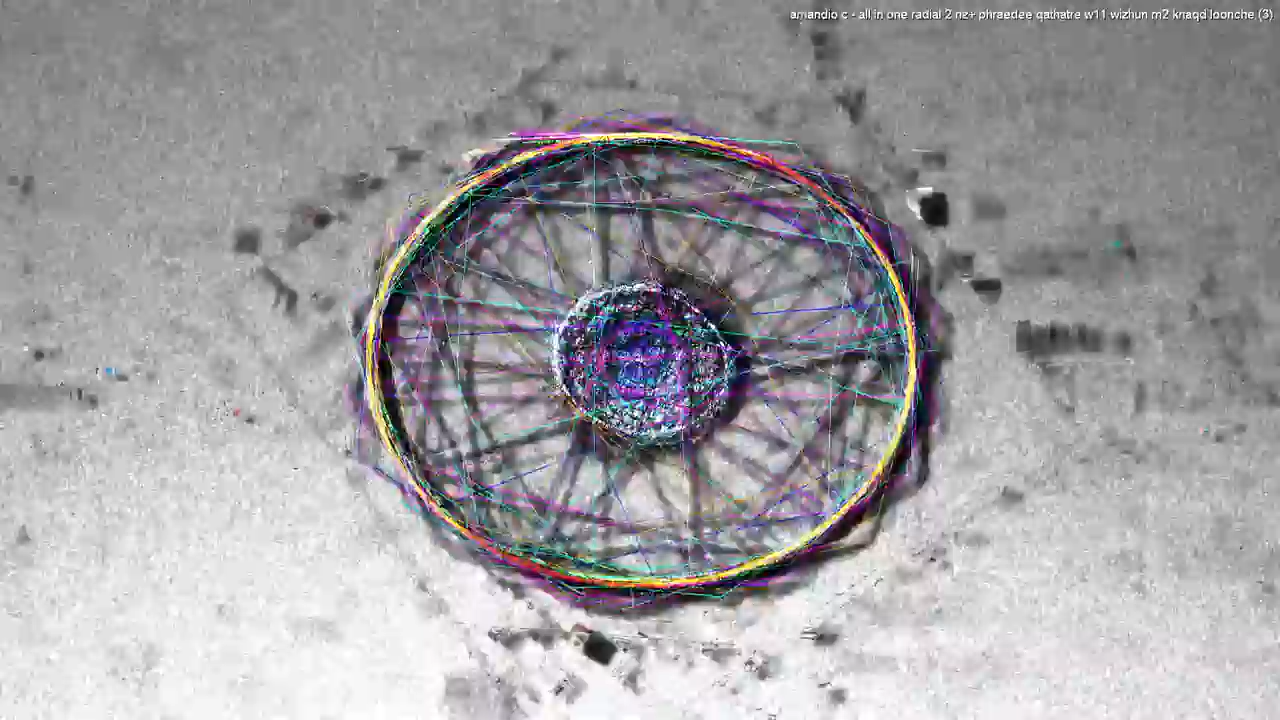 amandio c - all in one radial 2 nz+ phraedee qathatre w11 wizhun m2 knaqd loonche (3)